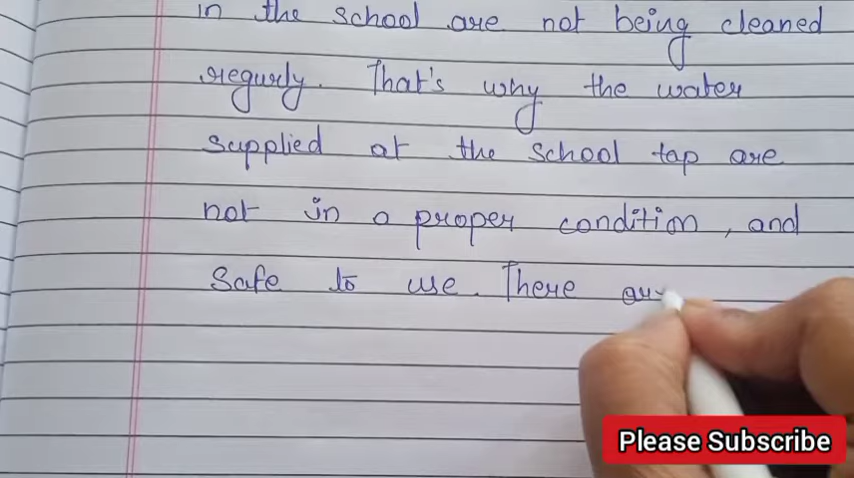 in the school are not being cleaned
regurly. That's why the water
supplied at the school tap are
not in a proper condition, and
safe to use. There ar
Please Subscribe